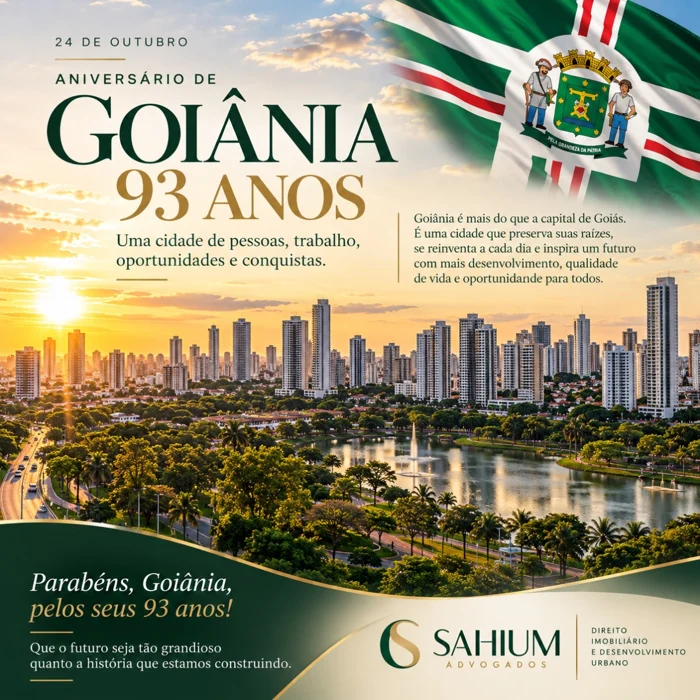 24 DE OUTUBRO
ANIVERSÁRIO DE
GOIÂNIA
93 ANOS
Uma cidade de pessoas, trabalho,
oportunidades e conquistas.
Goiânia é mais do que a capital de Goiás.
É uma cidade que preserva suas raízes,
se reinventa a cada dia e inspira um futuro
com mais desenvolvimento, qualidade
de vida e oportunidande para todos.
PELA GRANDEZA DA PÁTRIA
Parabéns, Goiânia,
pelos seus 93 anos!
Que o futuro seja tão grandioso
quanto a história que estamos construindo.
SAHIUM
ADVOGADOS
DIREITO
IMOBILIÁRIO
E DESENVOLVIMENTO
URBANO